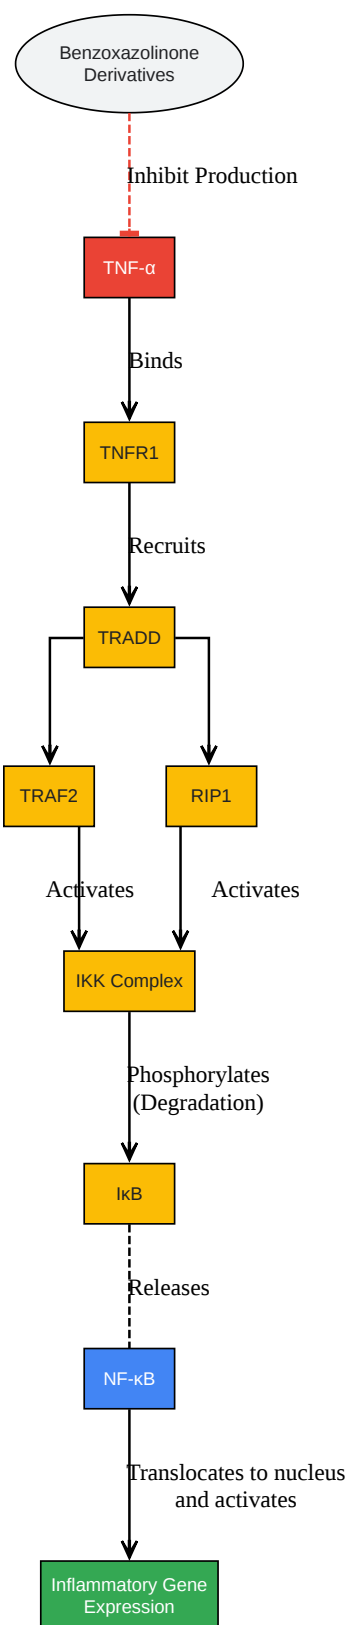 Benzoxazolinone
Derivatives
Inhibit Production
TNF-α
Binds
TNFR1
Recruits
TRADD
TRAF2
RIP1
Activates
Activates
IKK Complex
Phosphorylates
(Degradation)
IκB
Releases
NF-κB
Translocates to nucleus
and activates
Inflammatory Gene
Expression